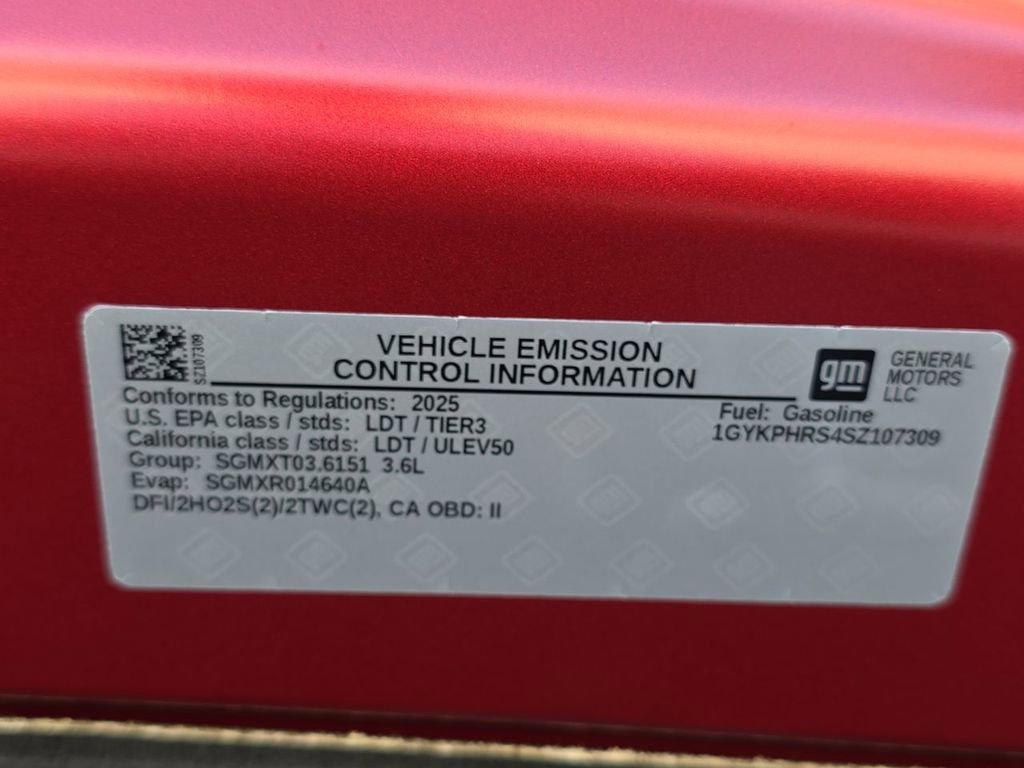 SZ107309
VEHICLE EMISSION
CONTROL INFORMATION
gm
GENERAL
MOTORS
LLC
Conforms to Regulations: 2025
U.S. EPA class / stds: LDT / TIER3
California class / stds: LDT / ULEV50
Group: SGMXT03.6151 3.6L
Evap: SGMXR014640A
DFI/2HO2S(2)/2TWC(2), CA OBD: II
Fuel: Gasoline
1GYKPHRS4SZ107309